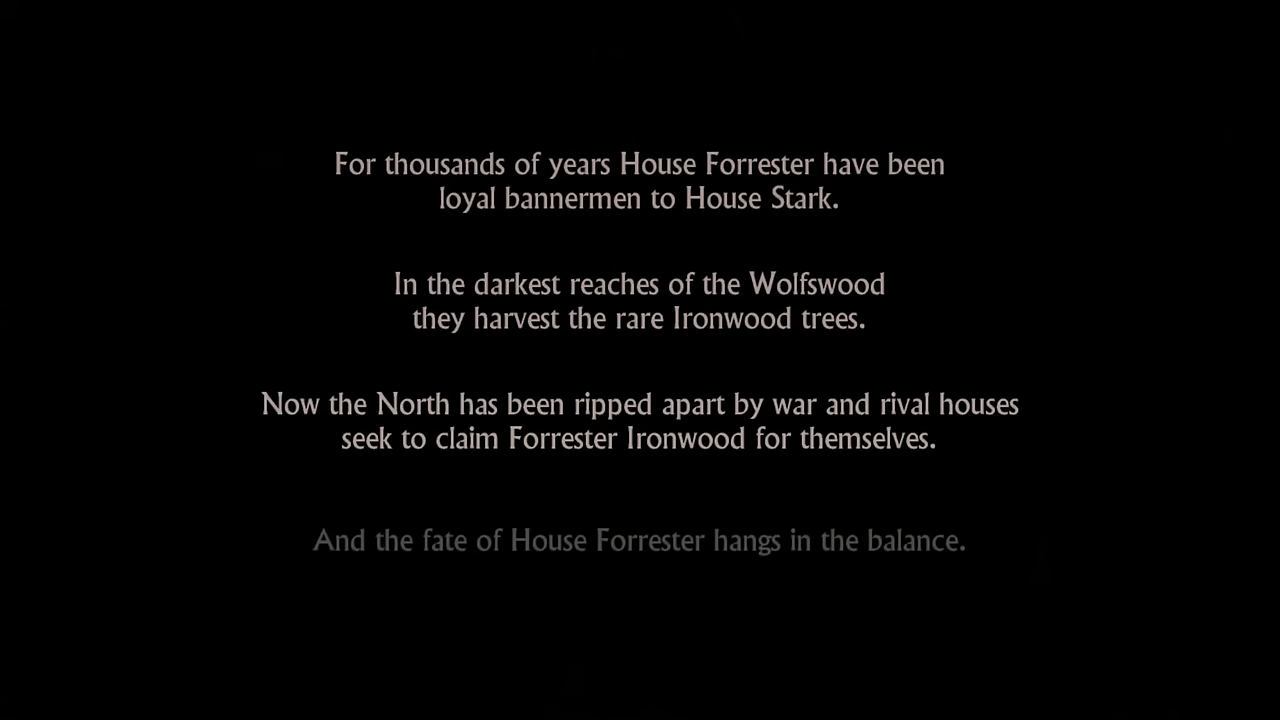 For thousands of years House Forrester have been
loyal bannermen to House Stark.
In the darkest reaches of the Wolfswood
they harvest the rare Ironwood trees.
Now the North has been ripped apart by war and rival houses
seek to claim Forrester Ironwood for themselves.
And the fate of House Forrester hangs in the balance.